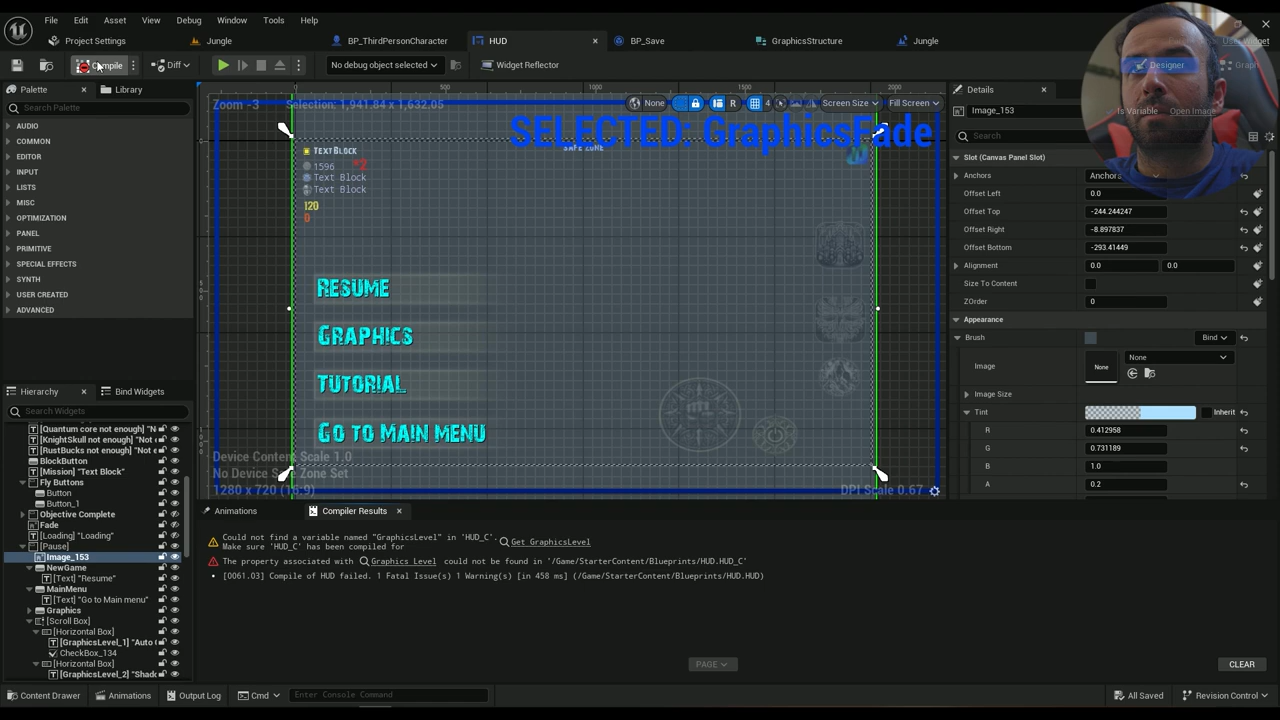 File Edit Asset View Debug Window Tools Help
Project Settings Jungle BP_ThirdPersonCharacter HUD BP_Save GraphicsStructure Jungle
Compile Diff No debug object selected Widget Reflector Designer Graph
Palette Library
Search Palette
AUDIO
COMMON
EDITOR
INPUT
LISTS
MISC
OPTIMIZATION
PANEL
PRIMITIVE
SPECIAL EFFECTS
SYNTH
USER CREATED
ADVANCED
Hierarchy Bind Widgets
Search Widgets
[Quantum core not enough] "N
[KnightSkull not enough] "Not
[RustBucks not enough] "Not
BlockButton
[Mission] "Text Block"
Fly Buttons
Button
Button_1
Objective Complete
Fade
[Loading] "Loading"
[Pause]
Image_153
NewGame
[Text] "Resume"
MainMenu
[Text] "Go to Main menu"
Graphics
[Scroll Box]
[Horizontal Box]
[GraphicsLevel_1] "Auto
CheckBox_134
[Horizontal Box]
[GraphicsLevel_2] "Shado
1000 1500 2000
Zoom -3 Selection: 1,941.84 x 1,632.05
None R 4 Screen Size Fill Screen
SELECTED: GraphicsFade
SAFE ZONE
TEXT BLOCK
1596 *2
Text Block
Text Block
120
0
RESUME
GRAPHICS
TUTORIAL
GO TO MAIN MENU
Device Content Scale 1.0
No Device Safe Zone Set
1280 x 720 (16:9) DPI Scale 0.67
Animations Compiler Results
Could not find a variable named "GraphicsLevel" in 'HUD_C'.
Make sure 'HUD_C' has been compiled for Get GraphicsLevel
The property associated with Graphics Level could not be found in '/Game/StarterContent/Blueprints/HUD.HUD_C'
[0061.03] Compile of HUD failed. 1 Fatal Issue(s) 1 Warning(s) [in 458 ms] (/Game/StarterContent/Blueprints/HUD.HUD)
PAGE CLEAR
Details
Image_153 Is Variable Open Image
Search
Slot (Canvas Panel Slot)
Anchors Anchors
Offset Left 0.0
Offset Top -244.244247
Offset Right -8.897837
Offset Bottom -293.41449
Alignment 0.0 0.0
Size To Content
ZOrder 0
Appearance
Brush Bind
Image None None
Image Size
Tint Inherit
R 0.412958
G 0.731189
B 1.0
A 0.2
Content Drawer Animations Output Log Cmd Enter Console Command All Saved Revision Control